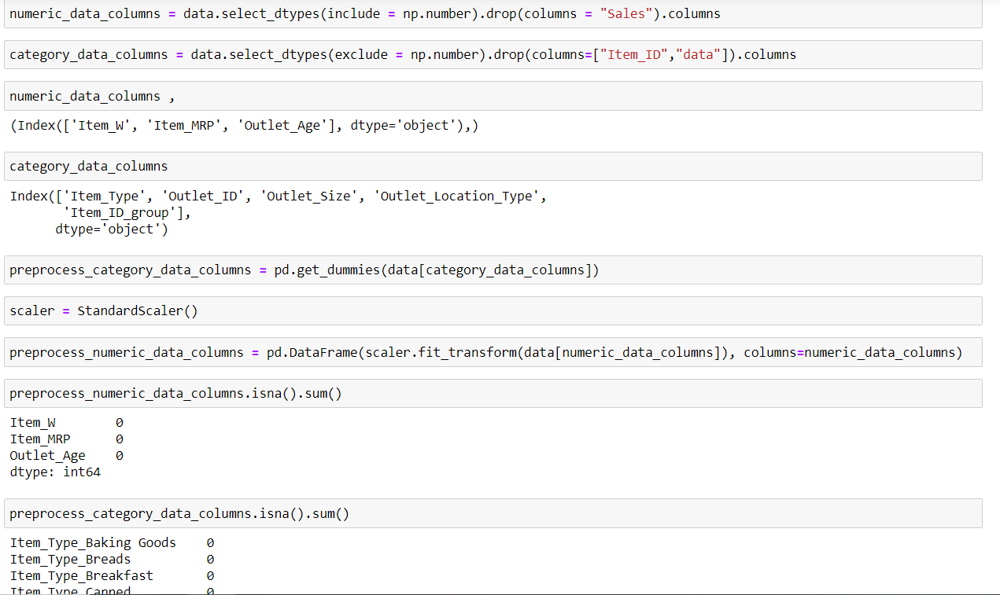 numeric_data_columns = data.select_dtypes(include = np.number).drop(columns = "Sales").columns
category_data_columns = data.select_dtypes(exclude = np.number).drop(columns=["Item_ID","data"]).columns
numeric_data_columns ,
(Index(['Item_W', 'Item_MRP', 'Outlet_Age'], dtype='object'),)
category_data_columns
Index(['Item_Type', 'Outlet_ID', 'Outlet_Size', 'Outlet_Location_Type',
       'Item_ID_group'],
      dtype='object')
preprocess_category_data_columns = pd.get_dummies(data[category_data_columns])
scaler = StandardScaler()
preprocess_numeric_data_columns = pd.DataFrame(scaler.fit_transform(data[numeric_data_columns]), columns=numeric_data_columns)
preprocess_numeric_data_columns.isna().sum()
Item_W        0
Item_MRP      0
Outlet_Age    0
dtype: int64
preprocess_category_data_columns.isna().sum()
Item_Type_Baking Goods    0
Item_Type_Breads          0
Item_Type_Breakfast       0
Item_Type_Canned          0